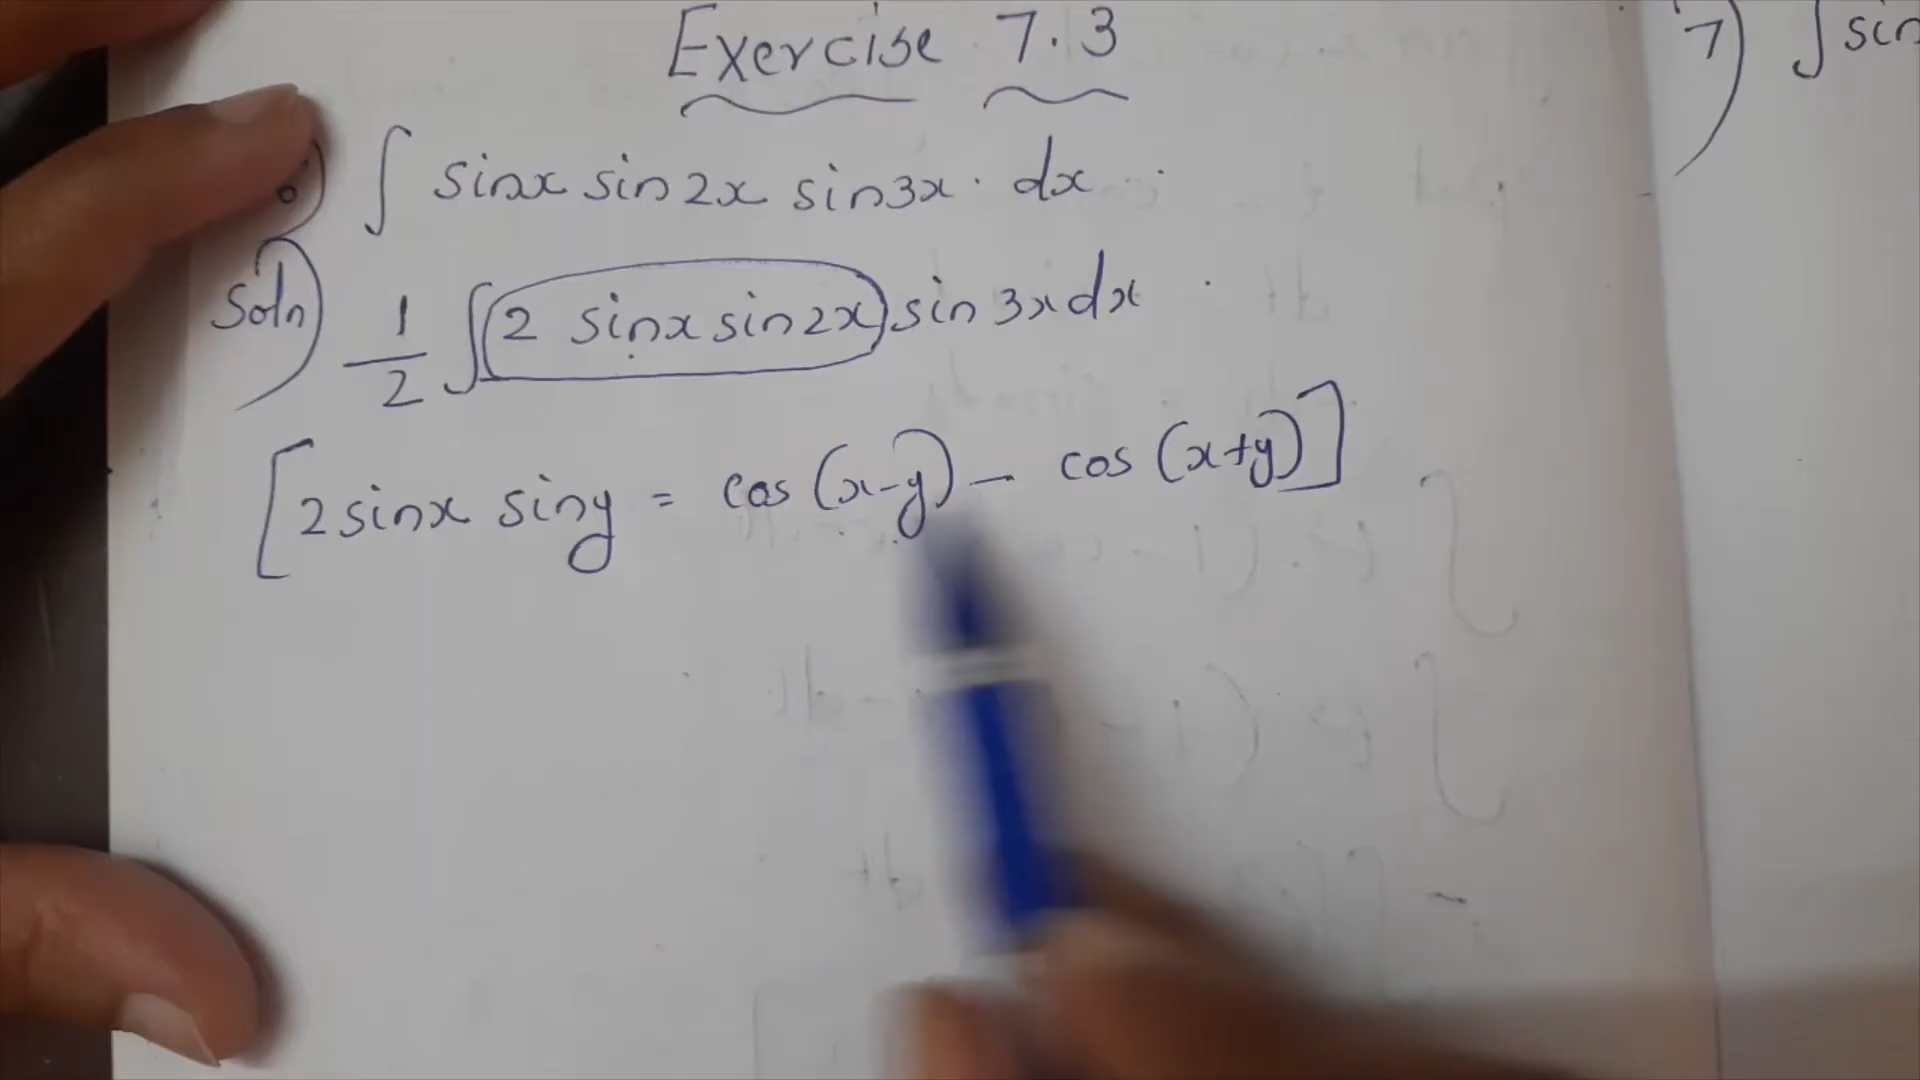 Exercise 7.3
∫ sinx sin2x sin3x. dx
Soln) 1/2 ∫(2 sinx sin2x) sin3x dx
[2sinx siny = cos(x-y) - cos(x+y)]
7) ∫ sin